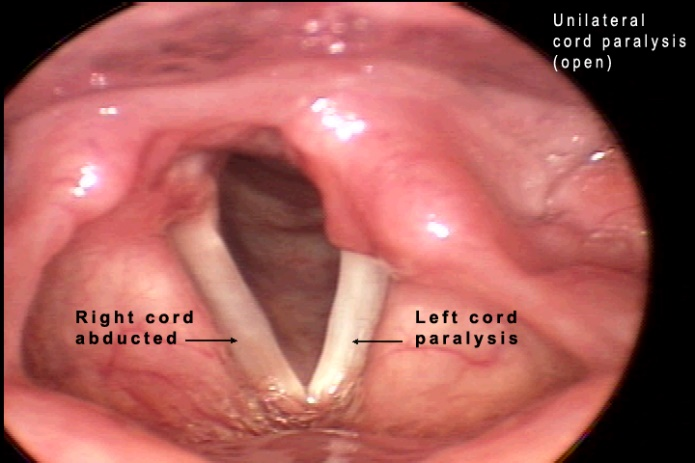 Unilateral
cord paralysis
(open)
Right cord
abducted
Left cord
paralysis